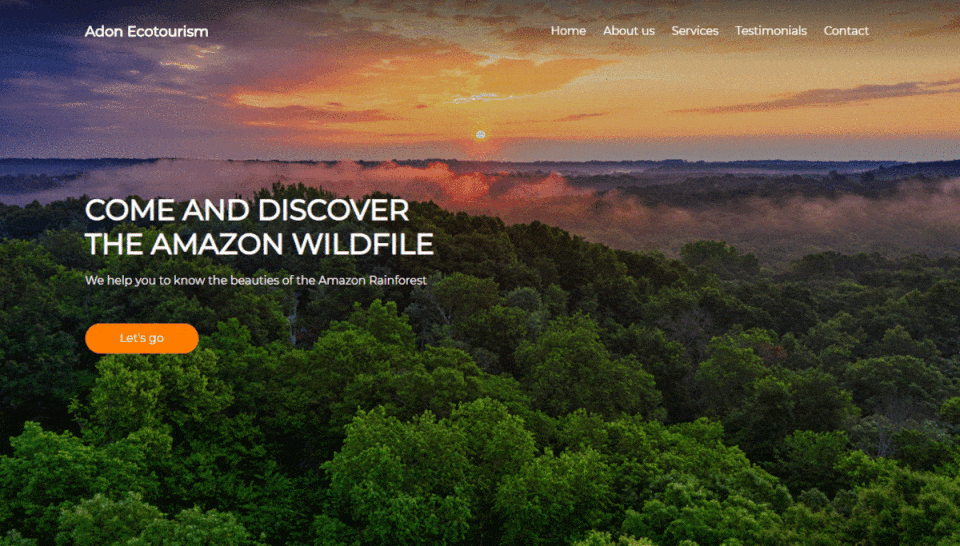 Adon Ecotourism
Home About us Services Testimonials Contact
COME AND DISCOVER
THE AMAZON WILDFILE
We help you to know the beauties of the Amazon Rainforest
Let's go